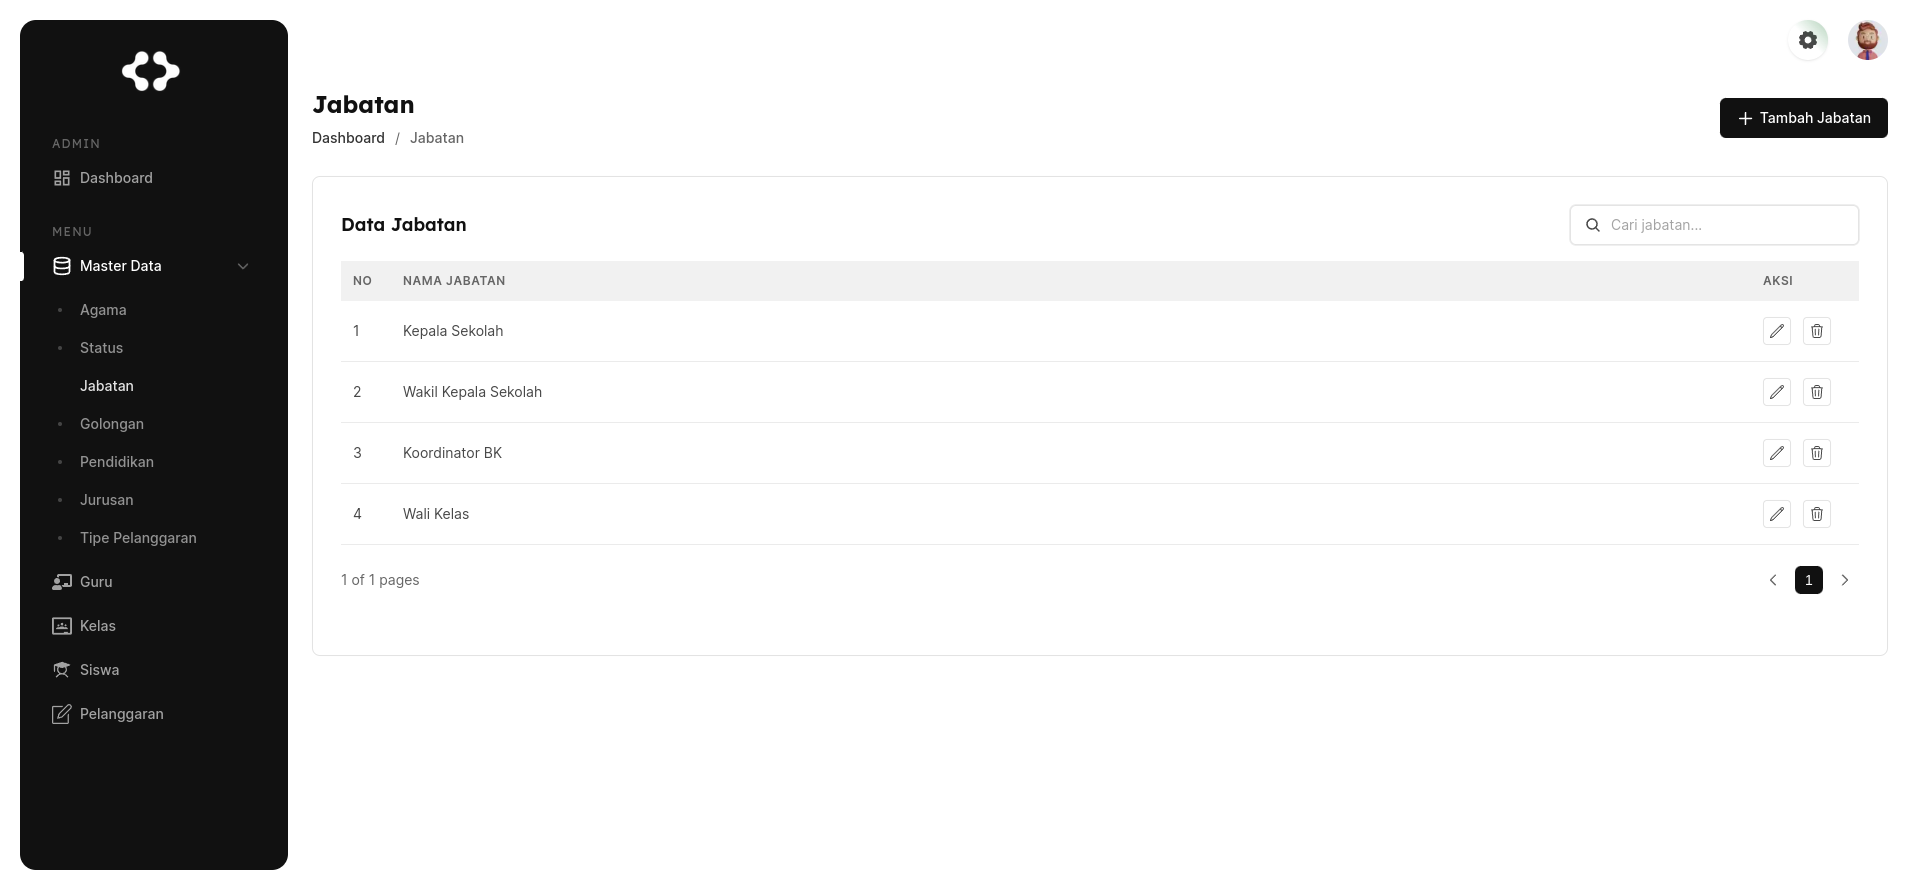 ADMIN
Dashboard
MENU
Master Data
Agama
Status
Jabatan
Golongan
Pendidikan
Jurusan
Tipe Pelanggaran
Guru
Kelas
Siswa
Pelanggaran
Jabatan
Dashboard / Jabatan
+ Tambah Jabatan
Data Jabatan
Cari jabatan...
NO NAMA JABATAN AKSI
1 Kepala Sekolah
2 Wakil Kepala Sekolah
3 Koordinator BK
4 Wali Kelas
1 of 1 pages
1